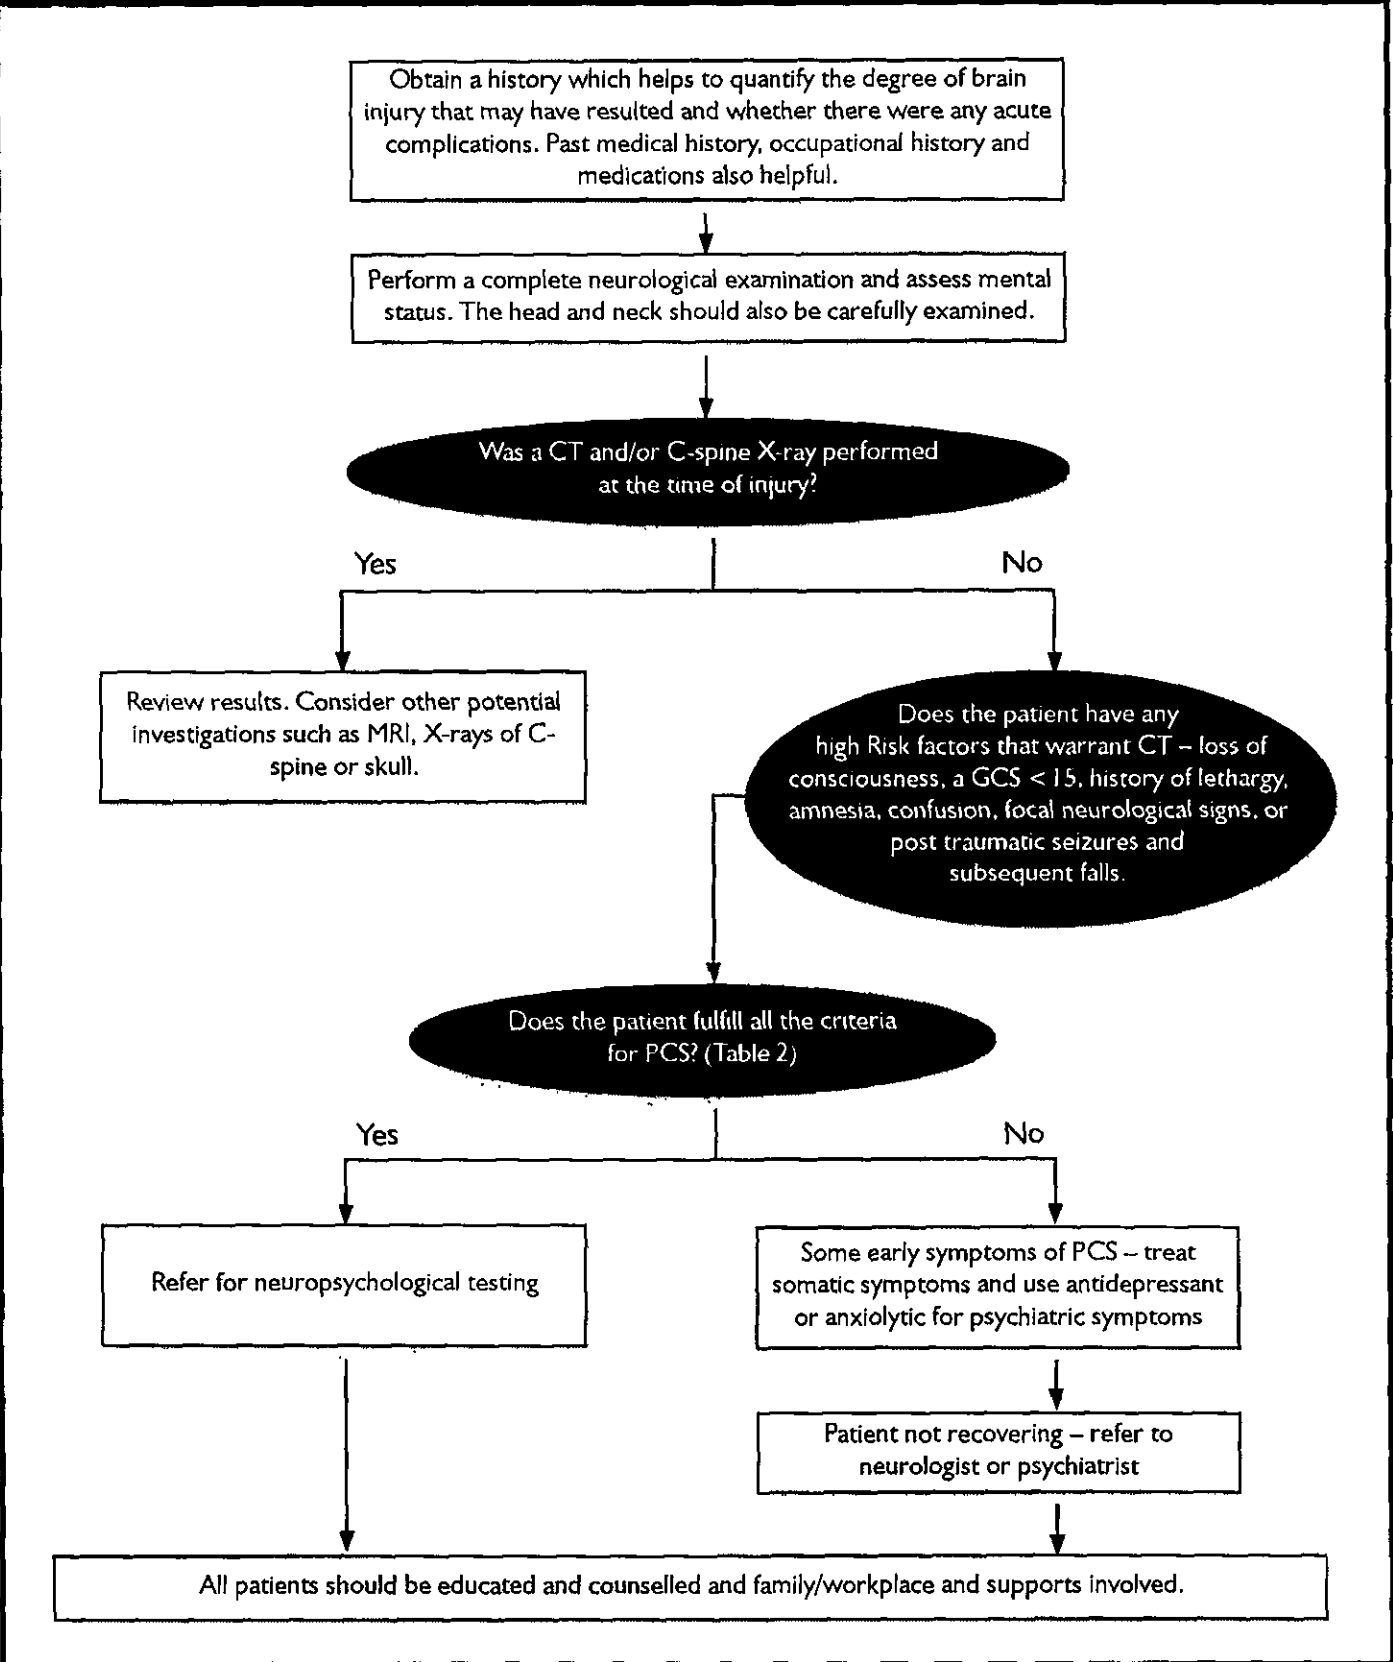 Obtain a history which helps to quantify the degree of brain
injury that may have resulted and whether there were any acute
complications. Past medical history, occupational history and
medications also helpful.
Perform a complete neurological examination and assess mental
status. The head and neck should also be carefully examined.
Was a CT and/or C-spine X-ray performed
at the time of injury?
Yes
No
Review results. Consider other potential
investigations such as MRI, X-rays of C-
spine or skull.
Does the patient have any
high Risk factors that warrant CT – loss of
consciousness, a GCS < 15, history of lethargy,
amnesia, confusion, focal neurological signs, or
post traumatic seizures and
subsequent falls.
Does the patient fulfill all the criteria
for PCS? (Table 2)
Yes
No
Refer for neuropsychological testing
Some early symptoms of PCS – treat
somatic symptoms and use antidepressant
or anxiolytic for psychiatric symptoms
Patient not recovering – refer to
neurologist or psychiatrist
All patients should be educated and counselled and family/workplace and supports involved.